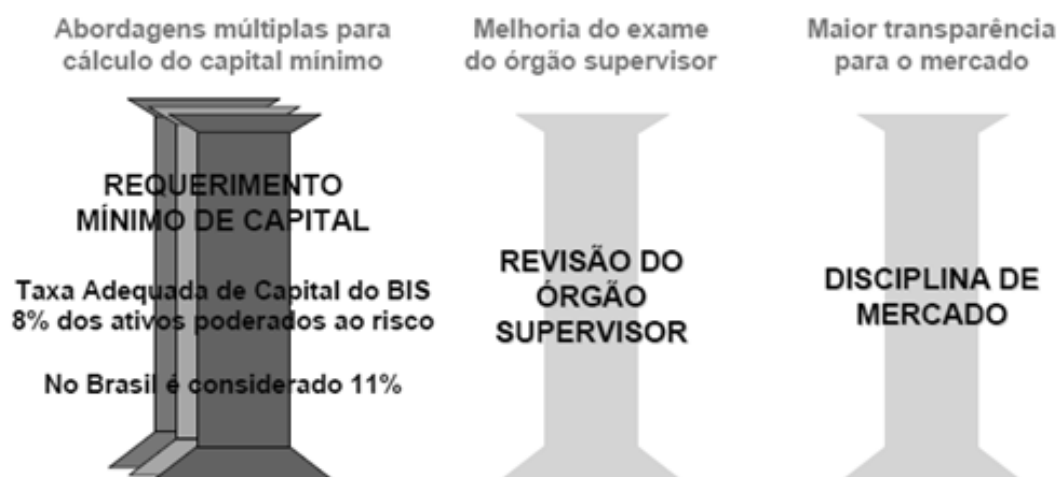 Abordagens múltiplas para
cálculo do capital mínimo
REQUERIMENTO
MÍNIMO DE CAPITAL
Taxa Adequada de Capital do BIS
8% dos ativos poderados ao risco
No Brasil é considerado 11%
Melhoria do exame
do órgão supervisor
REVISÃO DO
ÓRGÃO
SUPERVISOR
Maior transparência
para o mercado
DISCIPLINA DE
MERCADO